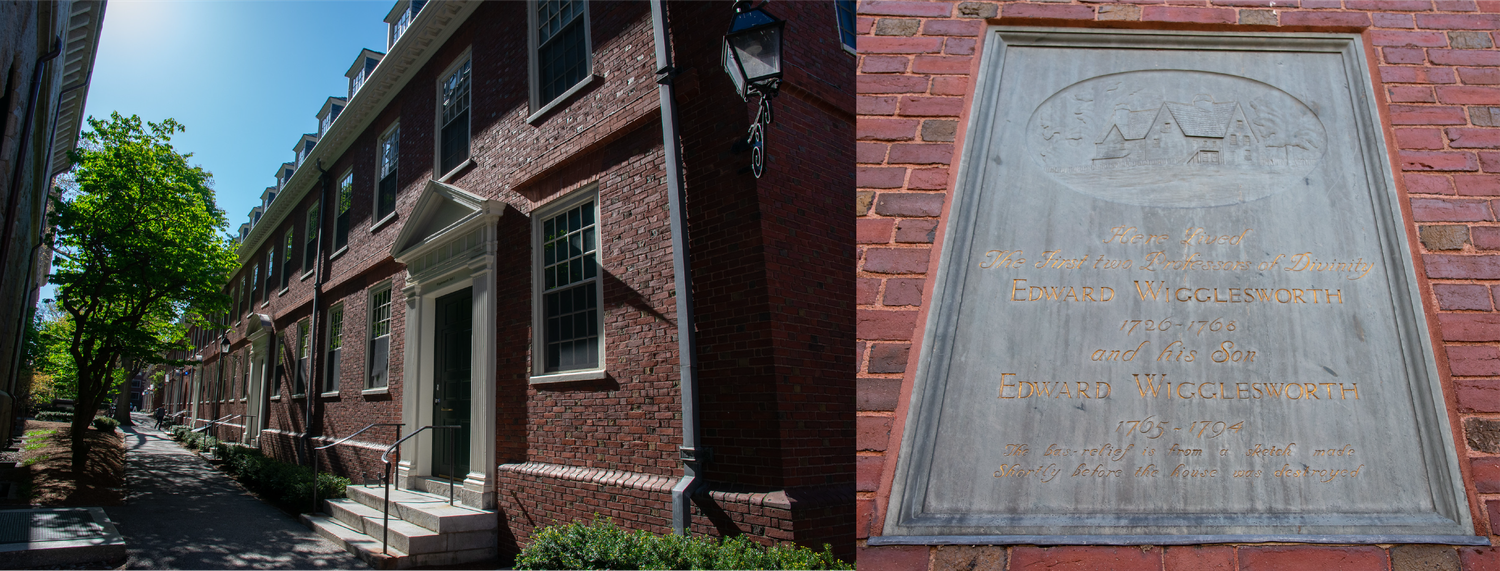 Here lived
The First two Professors of Divinity
EDWARD WIGGLESWORTH
1726-1768
and his Son
EDWARD WIGGLESWORTH
1765-1794
The bas-relief is from a sketch made
Shortly before the house was destroyed